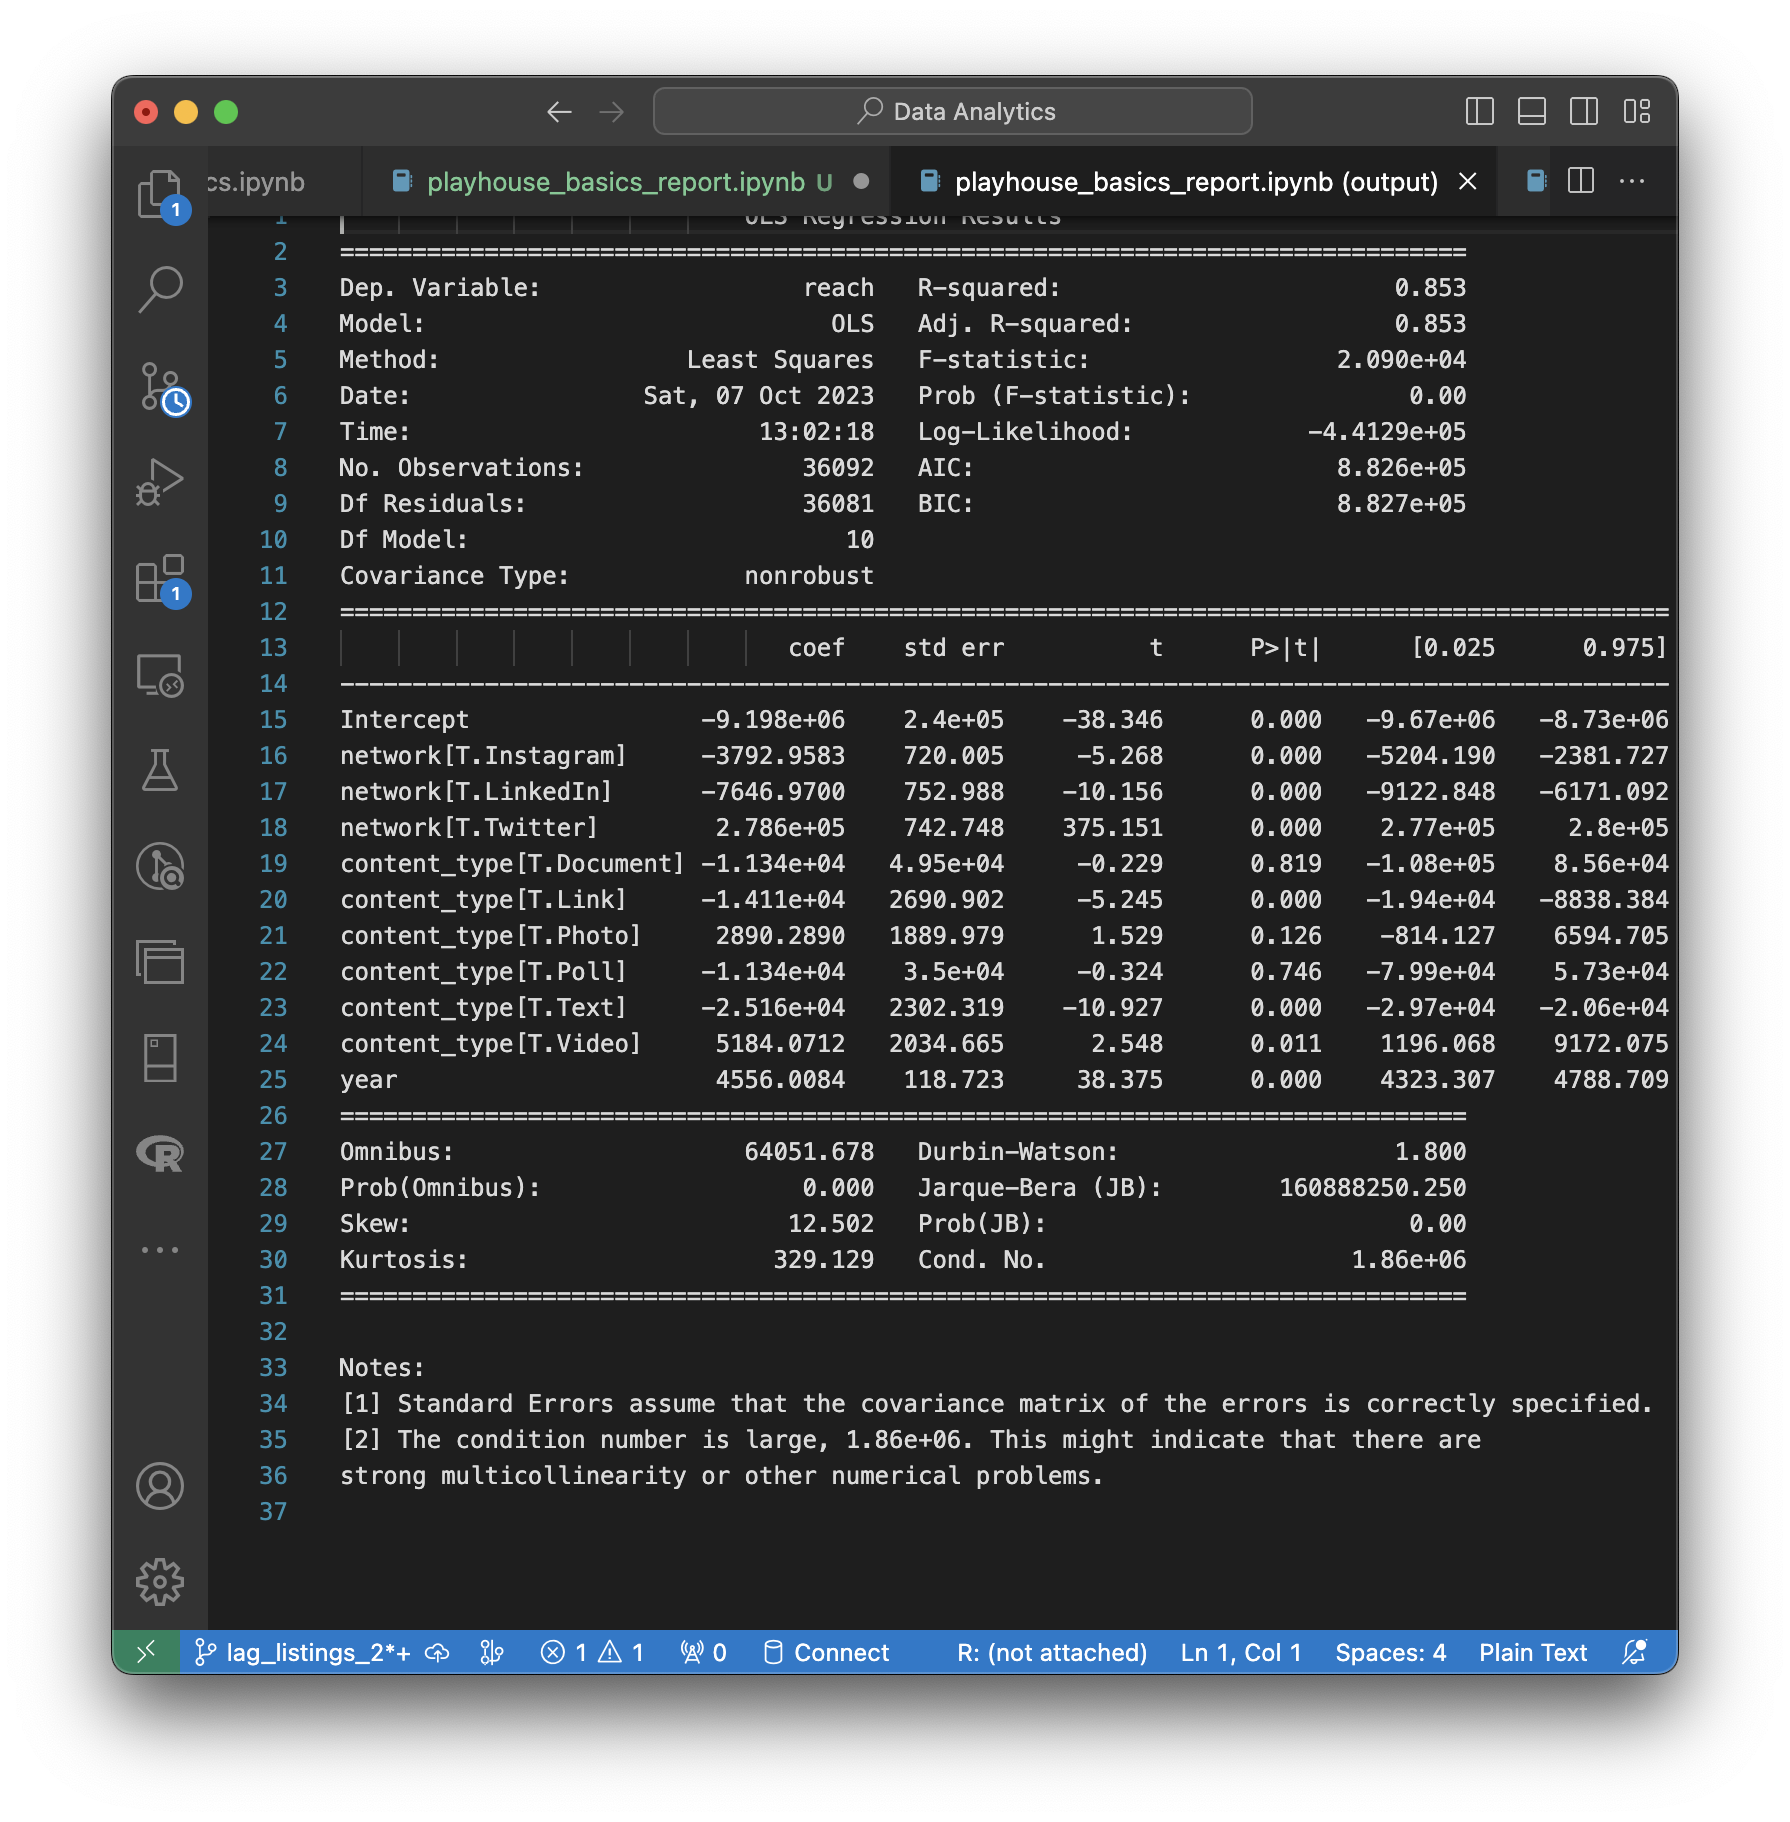 Data Analytics
cs.ipynb playhouse_basics_report.ipynb U playhouse_basics_report.ipynb (output)
1 OLS Regression Results
2 ==============================================================================
3 Dep. Variable: reach R-squared: 0.853
4 Model: OLS Adj. R-squared: 0.853
5 Method: Least Squares F-statistic: 2.090e+04
6 Date: Sat, 07 Oct 2023 Prob (F-statistic): 0.00
7 Time: 13:02:18 Log-Likelihood: -4.4129e+05
8 No. Observations: 36092 AIC: 8.826e+05
9 Df Residuals: 36081 BIC: 8.827e+05
10 Df Model: 10
11 Covariance Type: nonrobust
12 ============================================================================================
13 coef std err t P>|t| [0.025 0.975]
14 --------------------------------------------------------------------------------------------
15 Intercept -9.198e+06 2.4e+05 -38.346 0.000 -9.67e+06 -8.73e+06
16 network[T.Instagram] -3792.9583 720.005 -5.268 0.000 -5204.190 -2381.727
17 network[T.LinkedIn] -7646.9700 752.988 -10.156 0.000 -9122.848 -6171.092
18 network[T.Twitter] 2.786e+05 742.748 375.151 0.000 2.77e+05 2.8e+05
19 content_type[T.Document] -1.134e+04 4.95e+04 -0.229 0.819 -1.08e+05 8.56e+04
20 content_type[T.Link] -1.411e+04 2690.902 -5.245 0.000 -1.94e+04 -8838.384
21 content_type[T.Photo] 2890.2890 1889.979 1.529 0.126 -814.127 6594.705
22 content_type[T.Poll] -1.134e+04 3.5e+04 -0.324 0.746 -7.99e+04 5.73e+04
23 content_type[T.Text] -2.516e+04 2302.319 -10.927 0.000 -2.97e+04 -2.06e+04
24 content_type[T.Video] 5184.0712 2034.665 2.548 0.011 1196.068 9172.075
25 year 4556.0084 118.723 38.375 0.000 4323.307 4788.709
26 ==============================================================================
27 Omnibus: 64051.678 Durbin-Watson: 1.800
28 Prob(Omnibus): 0.000 Jarque-Bera (JB): 160888250.250
29 Skew: 12.502 Prob(JB): 0.00
30 Kurtosis: 329.129 Cond. No. 1.86e+06
31 ==============================================================================
32
33 Notes:
34 [1] Standard Errors assume that the covariance matrix of the errors is correctly specified.
35 [2] The condition number is large, 1.86e+06. This might indicate that there are
36 strong multicollinearity or other numerical problems.
37
1
1
R
lag_listings_2*+ 1 1 0 Connect R: (not attached) Ln 1, Col 1 Spaces: 4 Plain Text